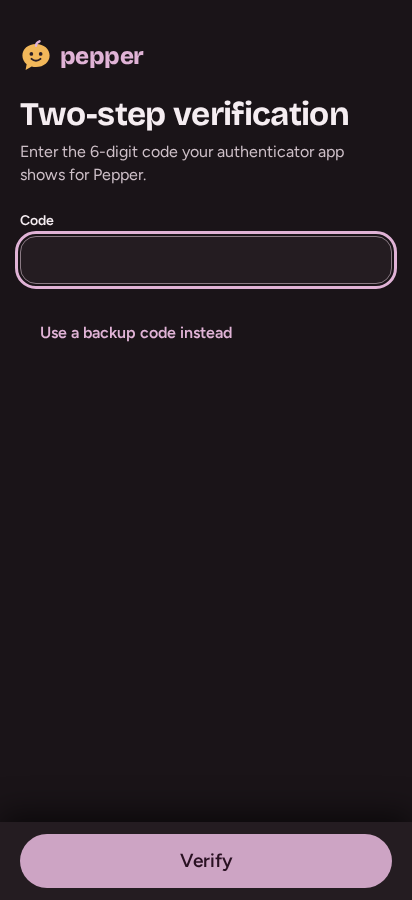 pepper
Two-step verification
Enter the 6-digit code your authenticator app
shows for Pepper.
Code
Use a backup code instead
Verify